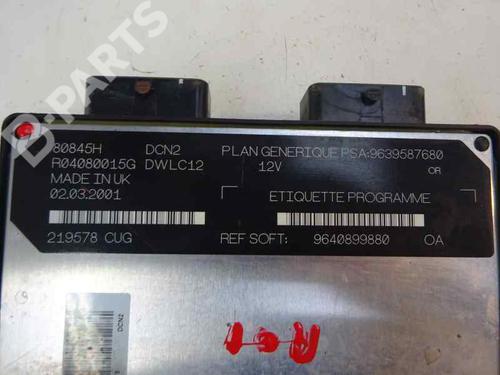 B-PARTS
80845H DCN2 PLAN GENERIQUE PSA:9639587680
R04080015G DWLC12 12V OR
MADE IN UK
02.03.2001 ETIQUETTE PROGRAMME
219578 CUG REF SOFT: 9640899880 0A
DCN2